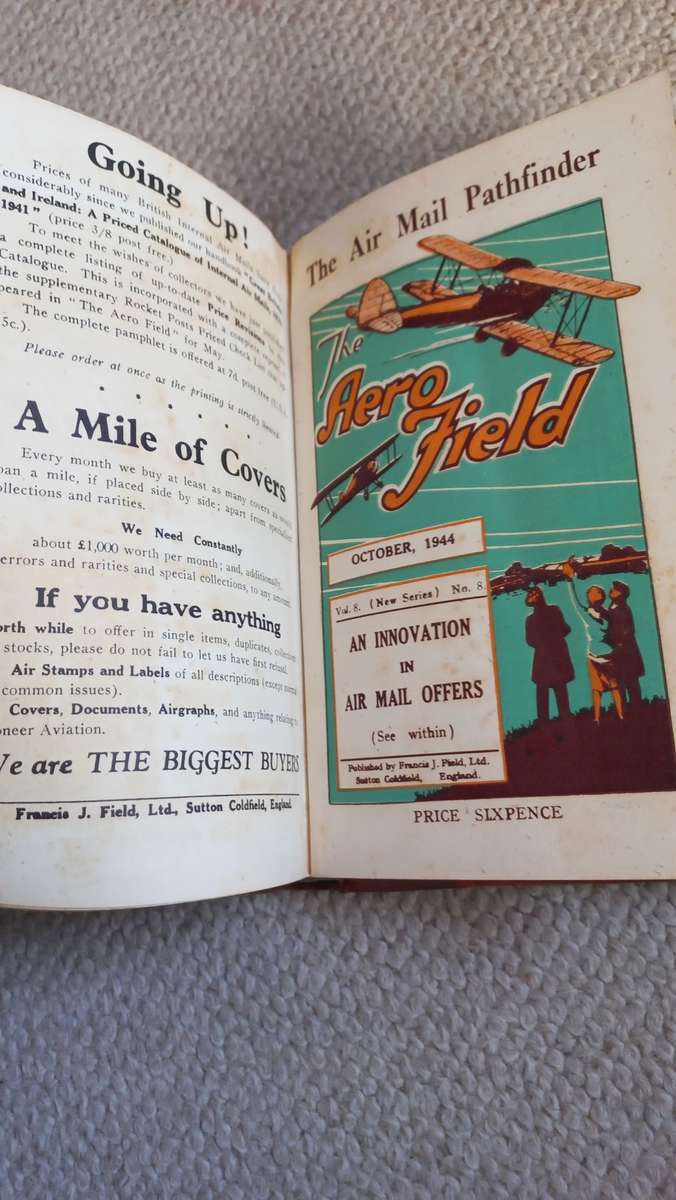 Going Up!
Prices of many British Internal Air Mail
considerably since we published our handbook "Great
and Ireland: A Priced Catalogue of Internal Air Mails,
1941" (price 3/8 post free.)
To meet the wishes of collectors we have
a complete listing of up-to-date Price Revisions
Catalogue. This is incorporated with a complete
the supplementary Rocket Posts Priced Check List
peared in "The Aero Field" for May.
The complete pamphlet is offered at 7d. post free
5c.).
Please order at once as the printing is strictly limited.
A Mile of Covers
Every month we buy at least as many covers as
an a mile, if placed side by side; apart from
ollections and rarities.
We Need Constantly
about £1,000 worth per month; and, additionally,
errors and rarities and special collections, to any amount.
If you have anything
orth while to offer in single items, duplicates,
stocks, please do not fail to let us have first refusal.
Air Stamps and Labels of all descriptions (except normal
common issues).
Covers, Documents, Airgraphs, and anything relating to
oneer Aviation.
We are THE BIGGEST BUYERS
Francis J. Field, Ltd., Sutton Coldfield, England
The Air Mail Pathfinder
The
Aero
Field
OCTOBER, 1944
Vol. 8. (New Series) No. 8.
AN INNOVATION
IN
AIR MAIL OFFERS
(See within)
Published by Francis J. Field, Ltd.
Sutton Coldfield, England.
PRICE SIXPENCE